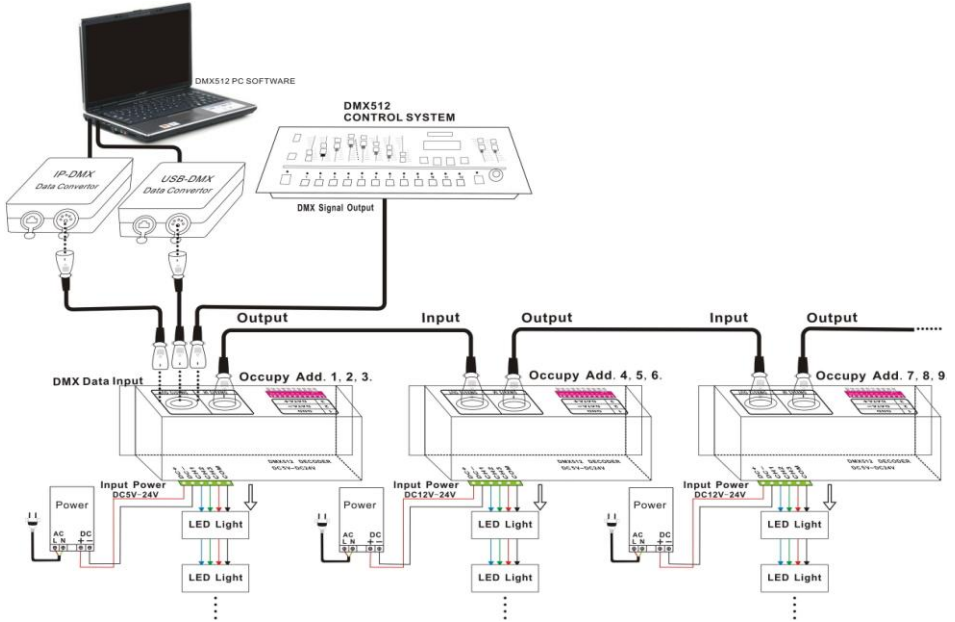 DMX512 PC SOFTWARE
DMX512
CONTROL SYSTEM
IP-DMX
Data Convertor
USB-DMX
Data Convertor
DMX Signal Output
Output
Input
Output
Input
Output
DMX Data Input
Occupy Add. 1, 2, 3.
Occupy Add. 4, 5, 6.
Occupy Add. 7, 8, 9
DMX512 DECODER
DC5V-DC24V
DMX512 DECODER
DC5V-DC24V
DMX512 DECODER
DC5V-DC24V
Input Power
DC5V-24V
Input Power
DC12V-24V
Input Power
DC12V-24V
Power
AC DC
L N + −
LED Light
LED Light
Power
AC DC
L N + −
LED Light
LED Light
Power
AC DC
L N + −
LED Light
LED Light